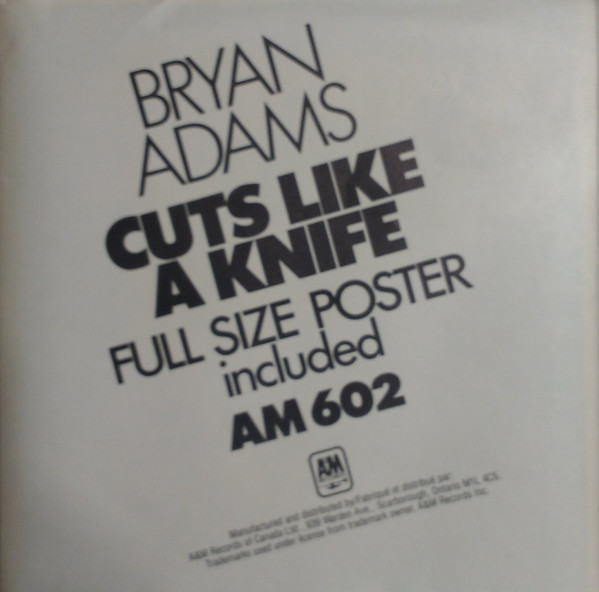 BRYAN
ADAMS
CUTS LIKE
A KNIFE
FULL SIZE POSTER
included
AM 602
A&M
Manufactured and distributed by/Fabriqué et distribué par:
A&M Records of Canada Ltd., 939 Warden Ave., Scarborough, Ontario M1L 4C5.
Trademarks used under license from trademark owner, A&M Records Inc.